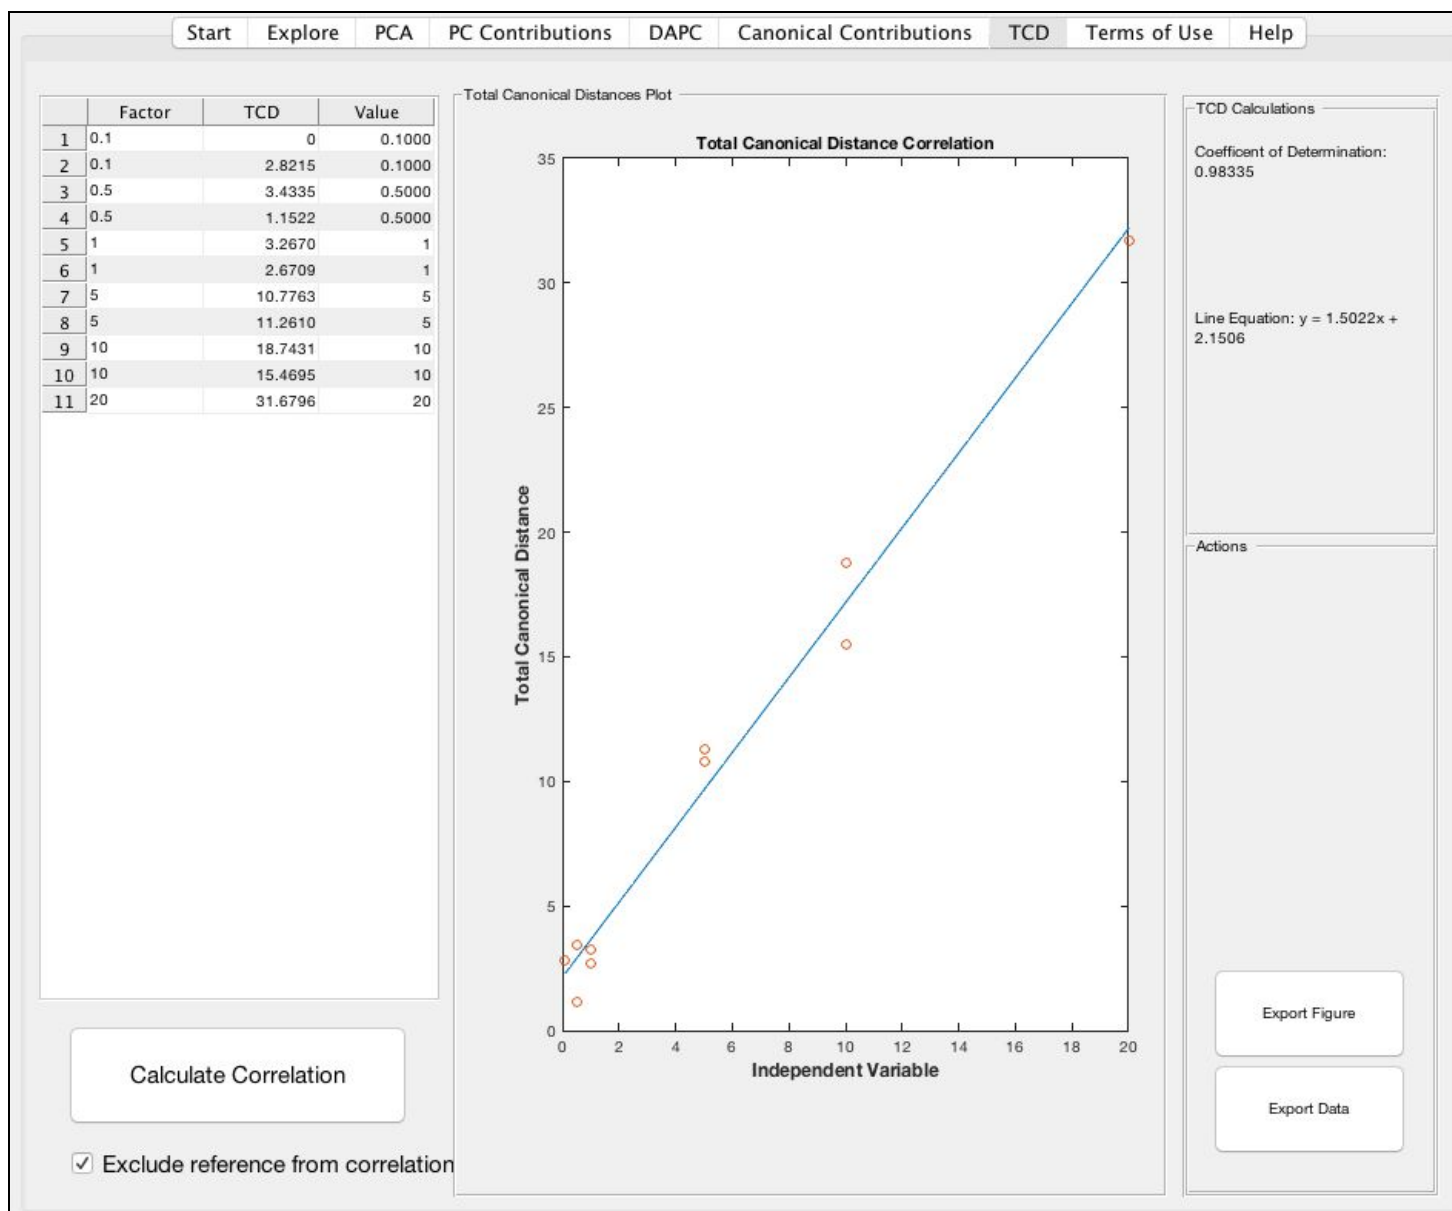 Start Explore PCA PC Contributions DAPC Canonical Contributions TCD Terms of Use Help
Factor TCD Value
1 0.1 0 0.1000
2 0.1 2.8215 0.1000
3 0.5 3.4335 0.5000
4 0.5 1.1522 0.5000
5 1 3.2670 1
6 1 2.6709 1
7 5 10.7763 5
8 5 11.2610 5
9 10 18.7431 10
10 10 15.4695 10
11 20 31.6796 20
Calculate Correlation
Exclude reference from correlation
Total Canonical Distances Plot
Total Canonical Distance Correlation
Total Canonical Distance
35
30
25
20
15
10
5
0
0 2 4 6 8 10 12 14 16 18 20
Independent Variable
TCD Calculations
Coefficent of Determination:
0.98335
Line Equation: y = 1.5022x +
2.1506
Actions
Export Figure
Export Data